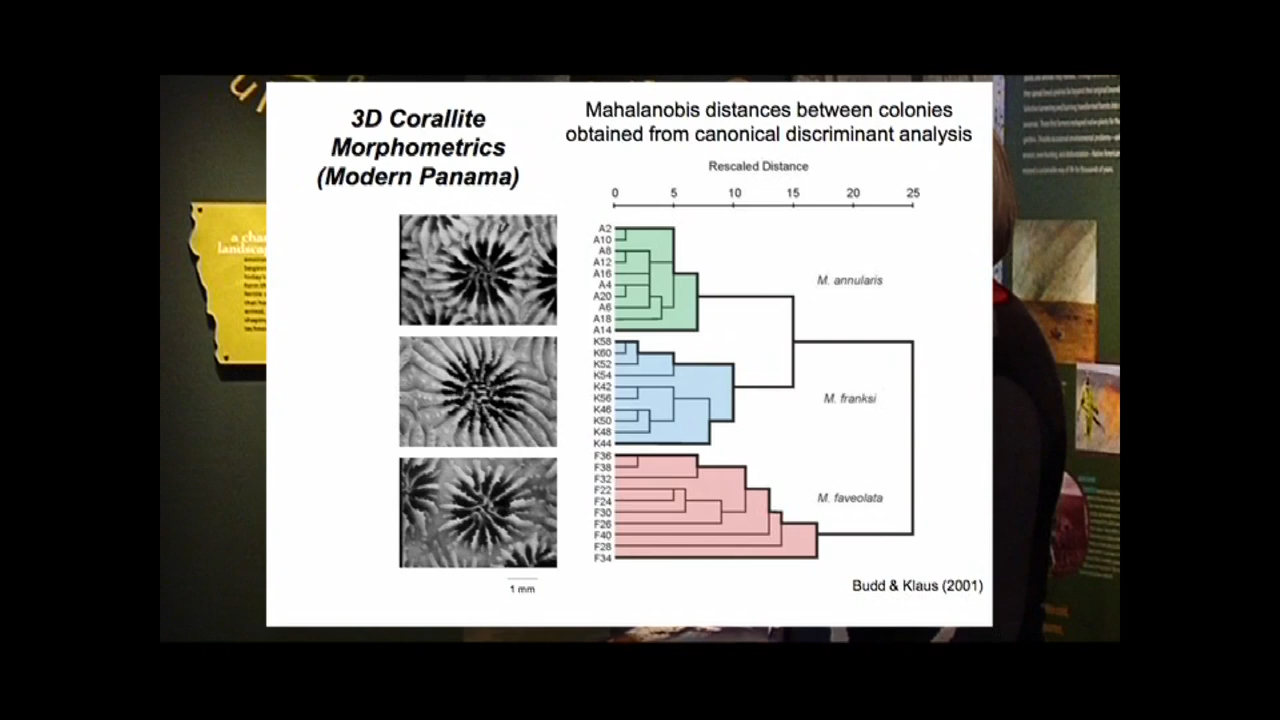 3D Corallite
Morphometrics
(Modern Panama)
Mahalanobis distances between colonies
obtained from canonical discriminant analysis
Rescaled Distance
0 5 10 15 20 25
A2
A10
A8
A12
A16
A4
A20
A6
A18
A14
K58
K60
K52
K54
K42
K56
K46
K50
K48
K44
F36
F38
F32
F22
F24
F30
F26
F40
F28
F34
M. annularis
M. franksi
M. faveolata
1 mm
Budd & Klaus (2001)
a cha
landsca